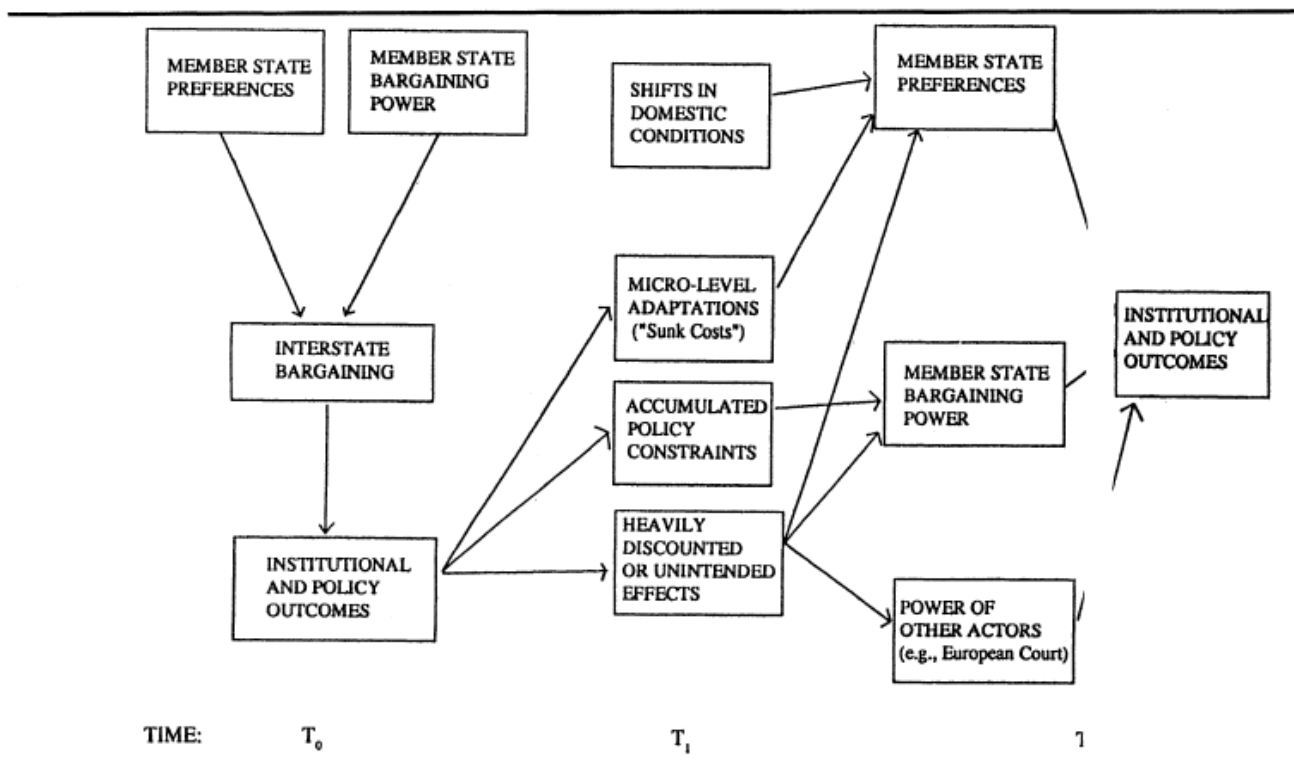 MEMBER STATE
PREFERENCES
MEMBER STATE
BARGAINING
POWER
INTERSTATE
BARGAINING
INSTITUTIONAL
AND POLICY
OUTCOMES
SHIFTS IN
DOMESTIC
CONDITIONS
MICRO-LEVEL
ADAPTATIONS
("Sunk Costs")
ACCUMULATED
POLICY
CONSTRAINTS
HEAVILY
DISCOUNTED
OR UNINTENDED
EFFECTS
MEMBER STATE
PREFERENCES
MEMBER STATE
BARGAINING
POWER
POWER OF
OTHER ACTORS
(e.g., European Court)
INSTITUTIONAL
AND POLICY
OUTCOMES
TIME: T₀ T₁